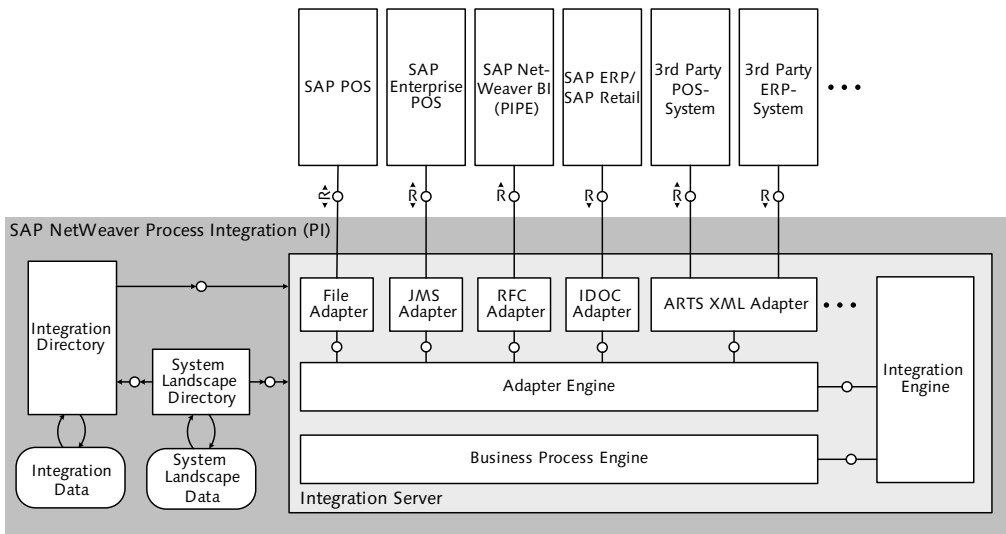 SAP POS
SAP
Enterprise
POS
SAP Net-
Weaver BI
(PIPE)
SAP ERP/
SAP Retail
3rd Party
POS-
System
3rd Party
ERP-
System
R
R
R
R
R
R
SAP NetWeaver Process Integration (PI)
File
Adapter
JMS
Adapter
RFC
Adapter
IDOC
Adapter
ARTS XML Adapter
Integration
Directory
System
Landscape
Directory
Adapter Engine
Integration
Engine
Business Process Engine
Integration
Data
System
Landscape
Data
Integration Server